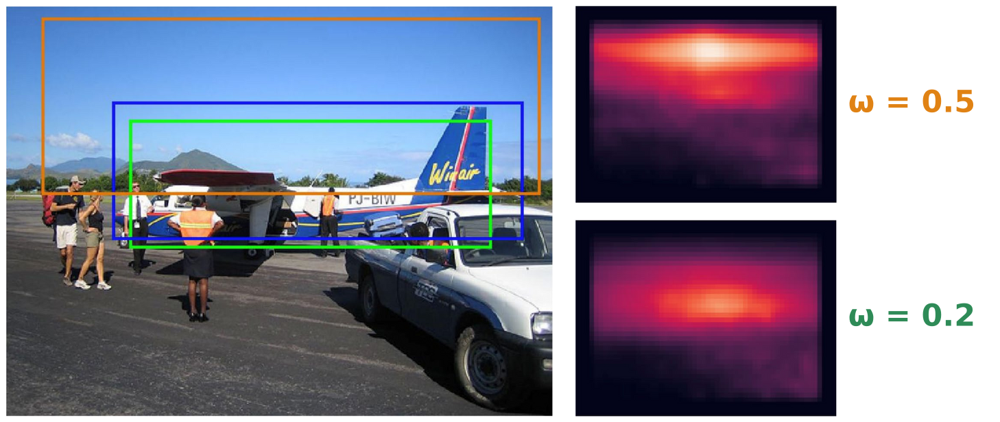 Winair
PJ-BIW
ω = 0.5
ω = 0.2